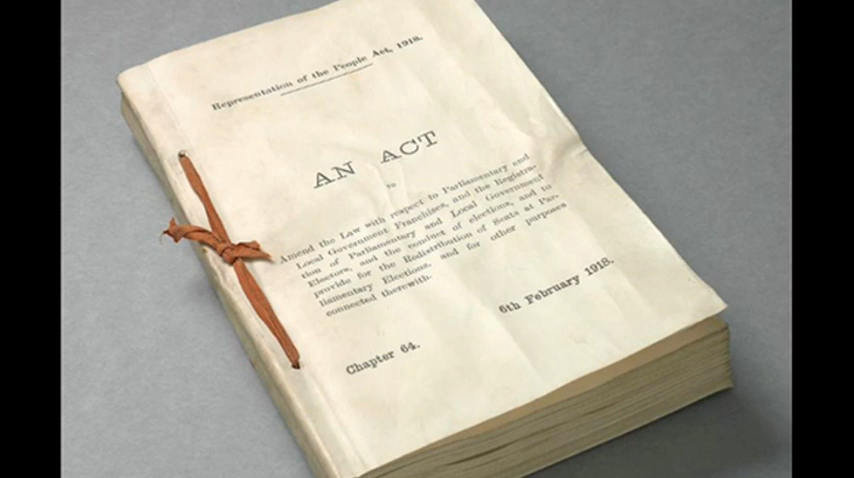 Representation of the People Act, 1918.
AN ACT
TO
Amend the Law with respect to Parliamentary and
Local Government Franchises, and the Registra-
tion of Parliamentary and Local Government
Electors, and the conduct of elections, and to
provide for the Redistribution of Seats at Par-
liamentary Elections, and for other purposes
connected therewith.
6th February 1918.
Chapter 64.